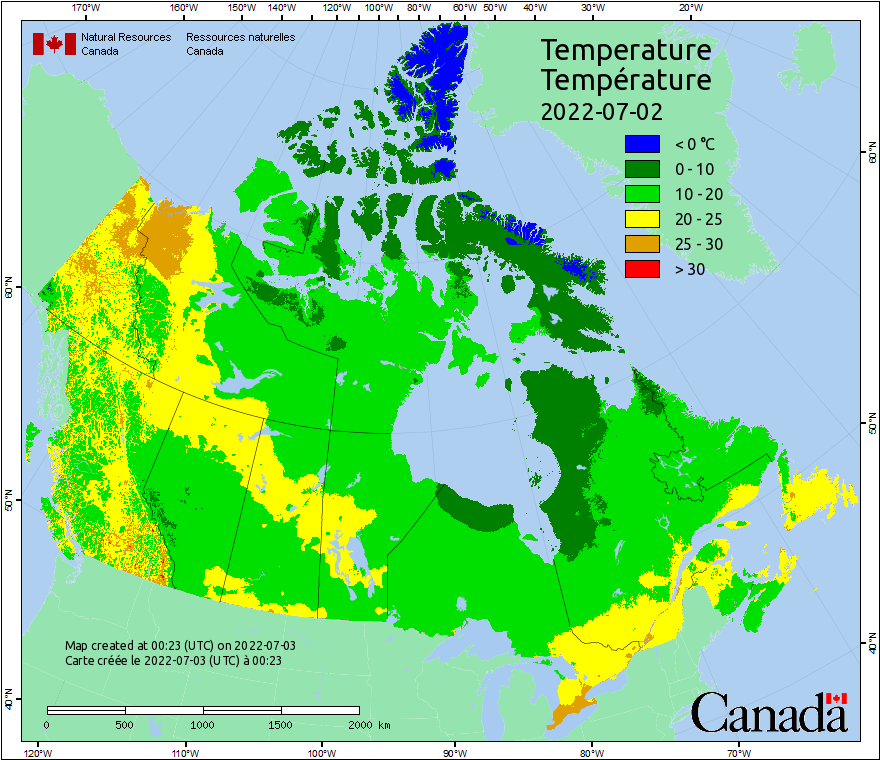 170°W 160°W 150°W 140°W 130°W 120°W 110°W 100°W 80°W 60°W 50°W 40°W 30°W 20°W
Natural Resources Ressources naturelles
Canada Canada
Temperature
Température
2022-07-02
< 0 °C
0 - 10
10 - 20
20 - 25
25 - 30
> 30
60°N
60°N
50°N
50°N
40°N
40°N
Map created at 00:23 (UTC) on 2022-07-03
Carte créée le 2022-07-03 (UTC) à 00:23
0 500 1000 1500 2000 km
Canada
120°W 110°W 100°W 90°W 80°W 70°W